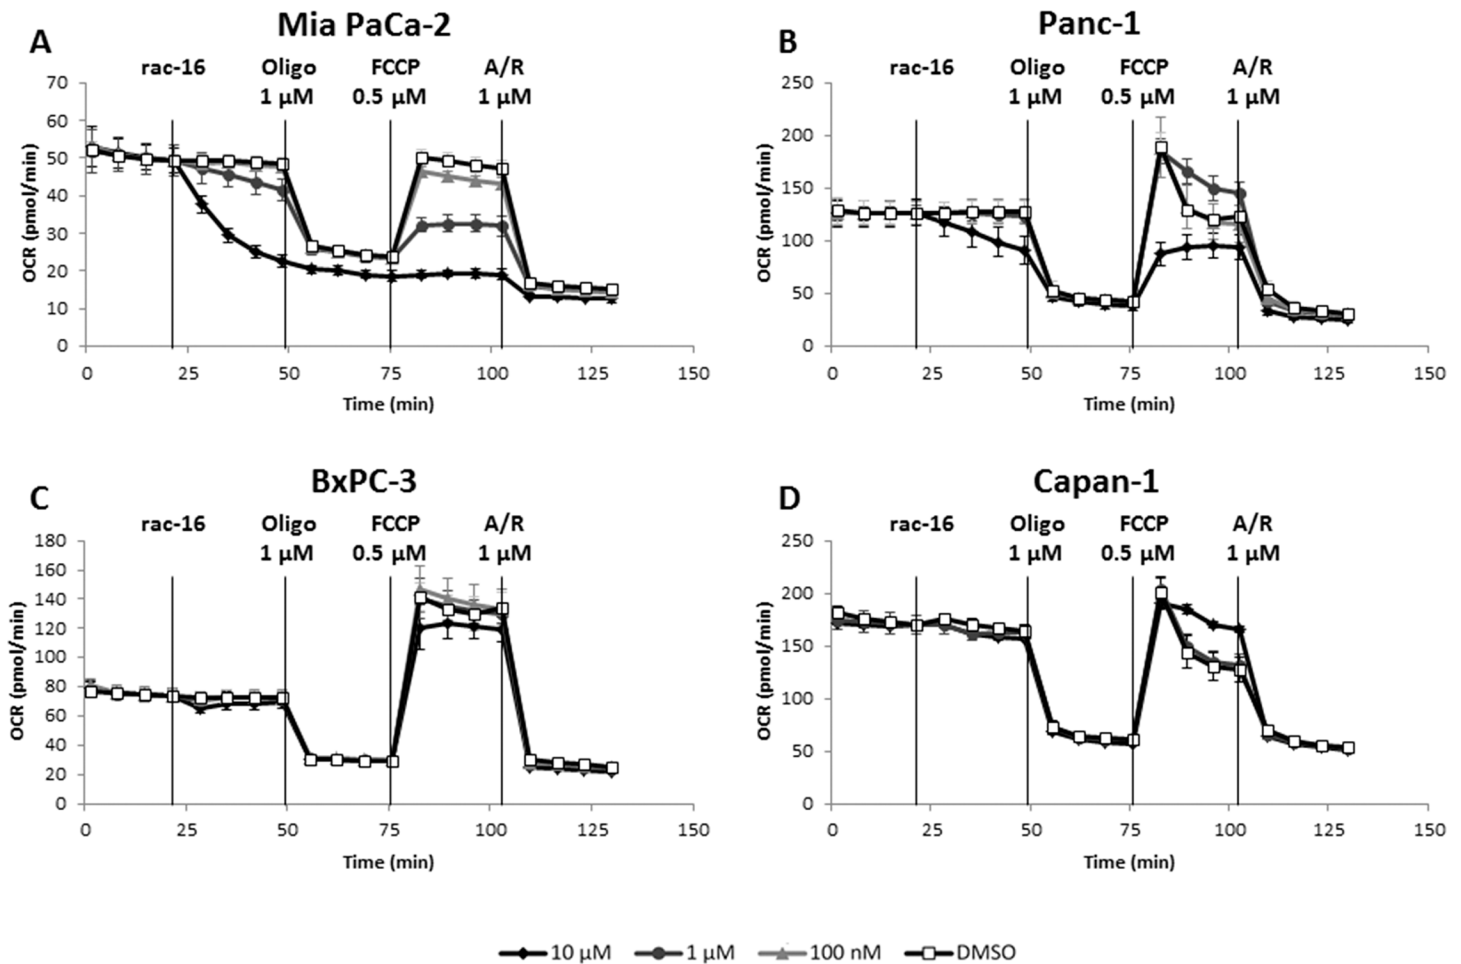 Mia PaCa-2
A
rac-16 Oligo FCCP A/R
1 µM 0.5 µM 1 µM
70
60
50
40
30
20
10
0
OCR (pmol/min)
0 25 50 75 100 125 150
Time (min)
Panc-1
B
rac-16 Oligo FCCP A/R
1 µM 0.5 µM 1 µM
250
200
150
100
50
0
OCR (pmol/min)
0 25 50 75 100 125 150
Time (min)
BxPC-3
C
rac-16 Oligo FCCP A/R
1 µM 0.5 µM 1 µM
180
160
140
120
100
80
60
40
20
0
OCR (pmol/min)
0 25 50 75 100 125 150
Time (min)
Capan-1
D
rac-16 Oligo FCCP A/R
1 µM 0.5 µM 1 µM
250
200
150
100
50
0
OCR (pmol/min)
0 25 50 75 100 125 150
Time (min)
10 µM 1 µM 100 nM DMSO